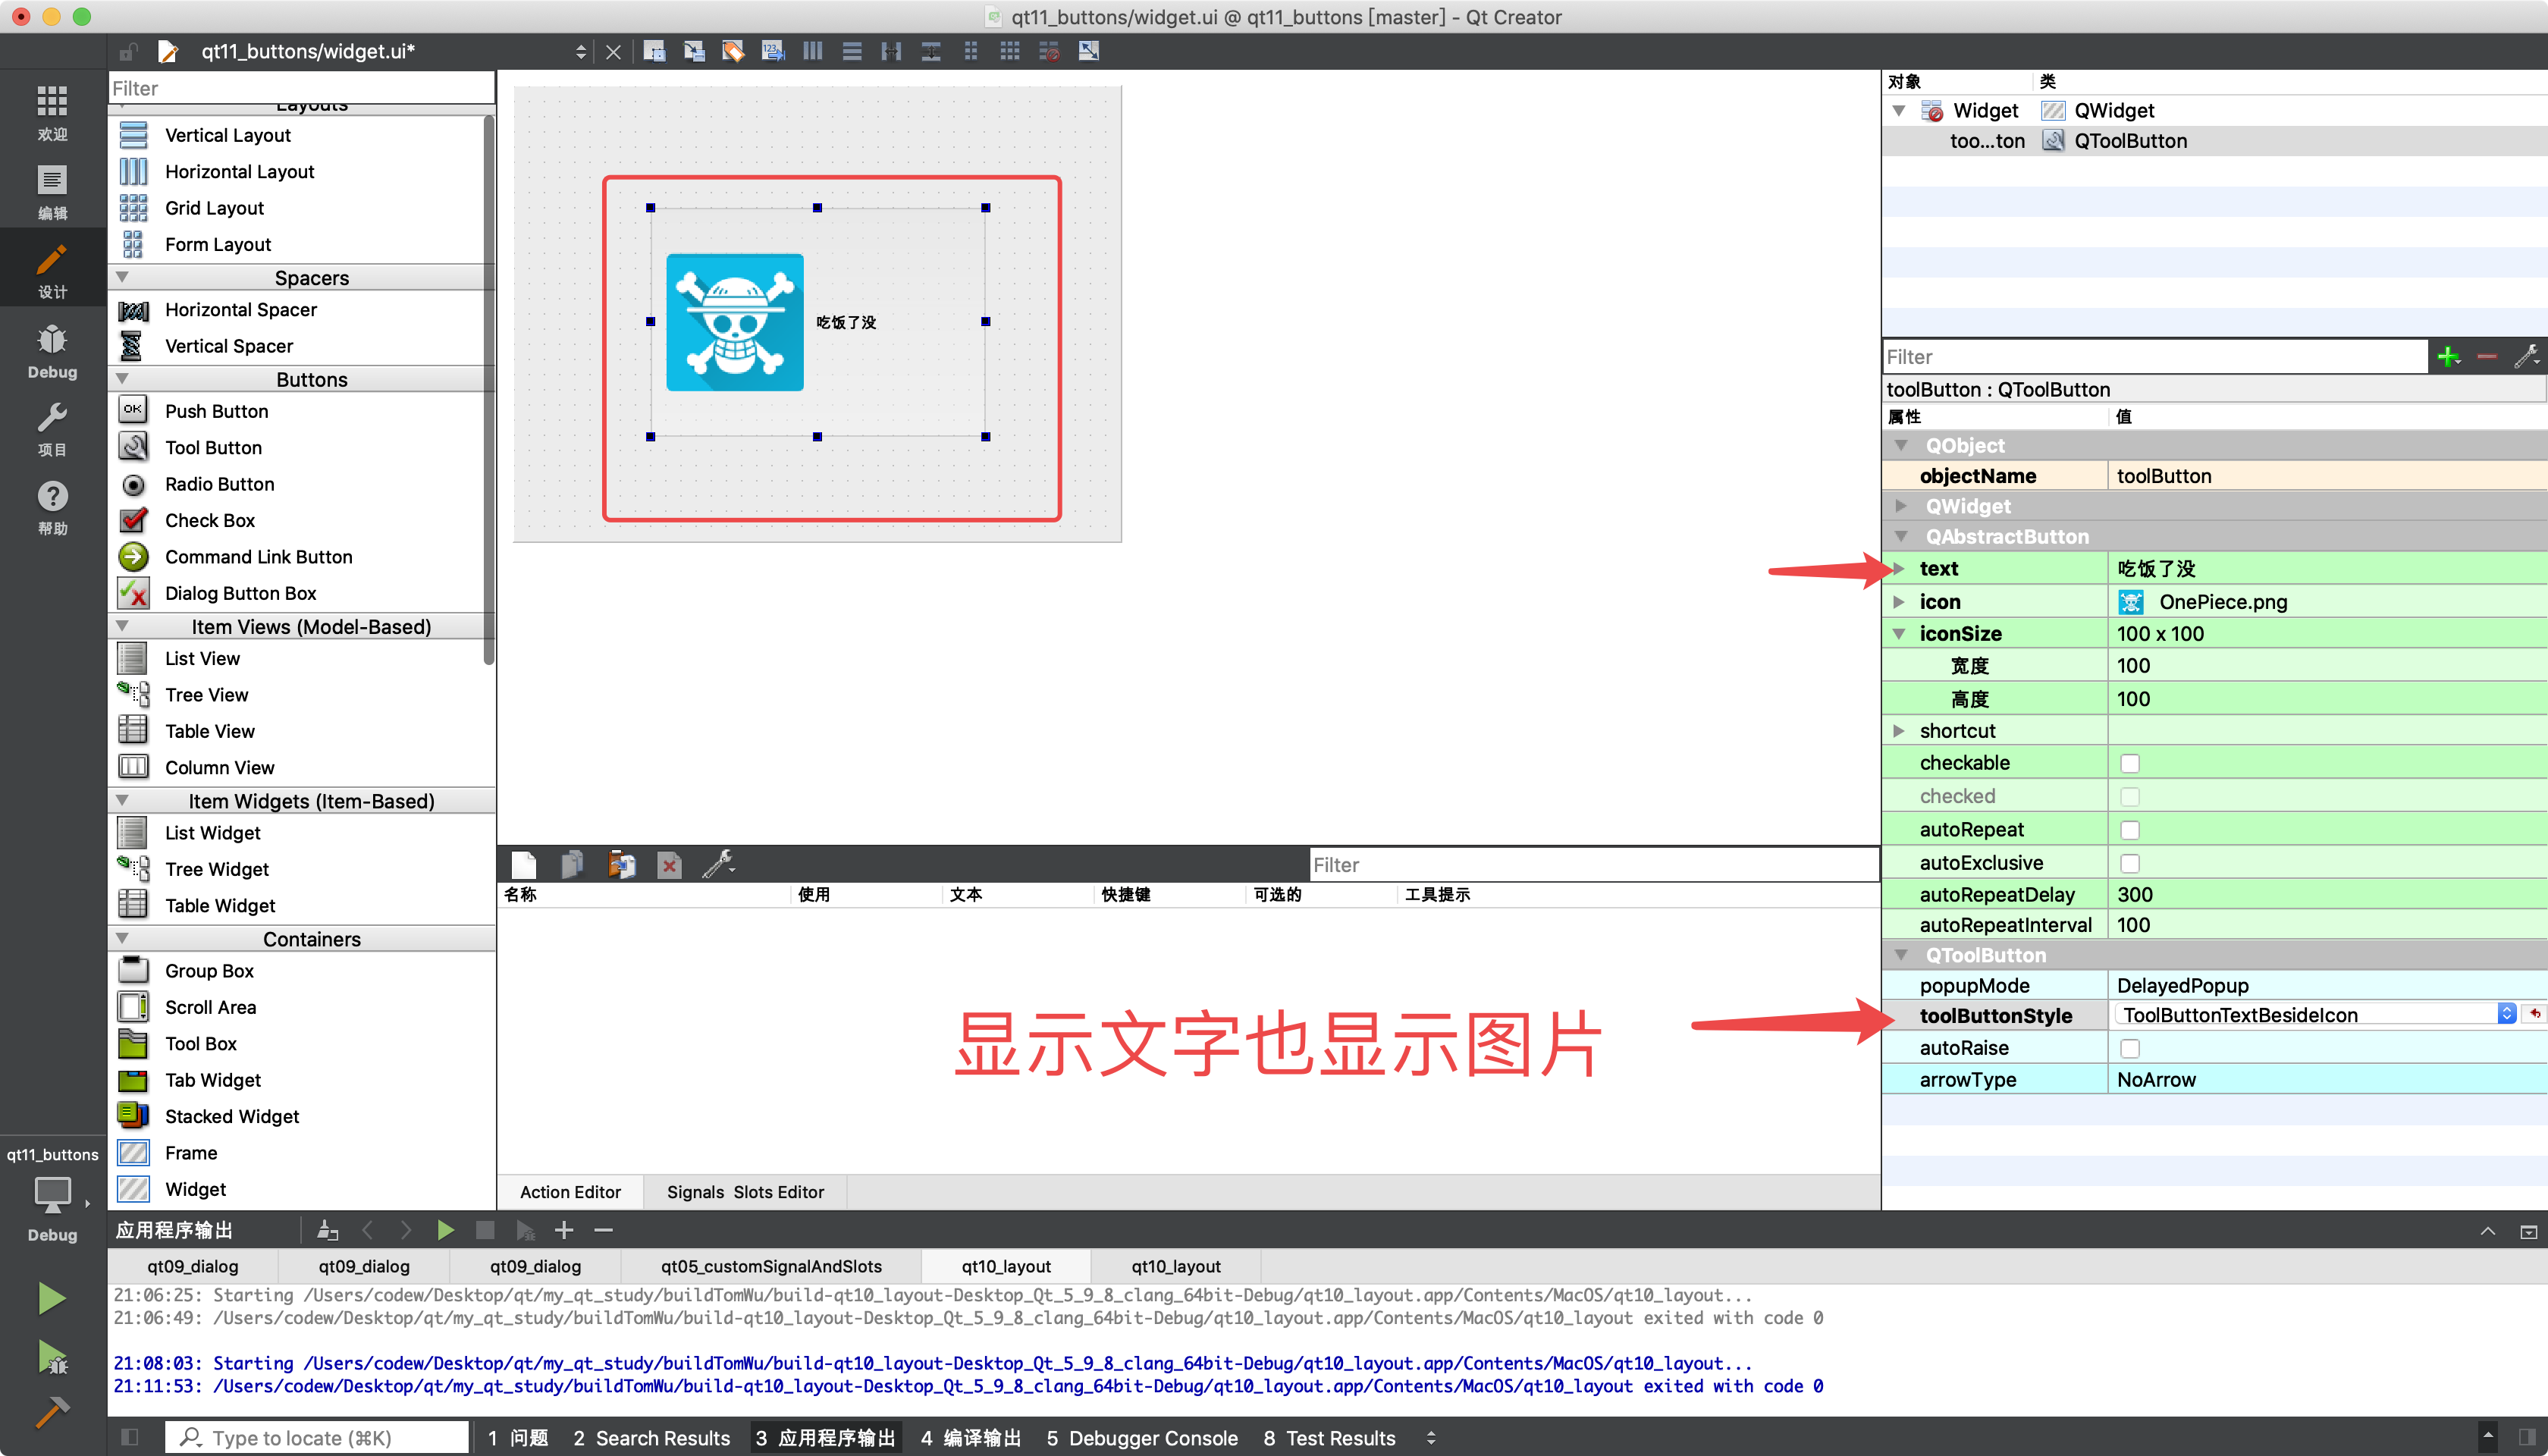 qt11_buttons/widget.ui @ qt11_buttons [master] - Qt Creator
qt11_buttons/widget.ui*
欢迎
编辑
设计
Debug
项目
帮助
qt11_buttons
Debug
Filter
Layouts
Vertical Layout
Horizontal Layout
Grid Layout
Form Layout
Spacers
Horizontal Spacer
Vertical Spacer
Buttons
OK
Push Button
Tool Button
Radio Button
Check Box
Command Link Button
Dialog Button Box
Item Views (Model-Based)
List View
Tree View
Table View
Column View
Item Widgets (Item-Based)
List Widget
Tree Widget
Table Widget
Containers
Group Box
Scroll Area
Tool Box
Tab Widget
Stacked Widget
Frame
Widget
吃饭了没
Filter
名称 使用 文本 快捷键 可选的 工具提示
显示文字也显示图片
Action Editor Signals Slots Editor
对象 类
Widget QWidget
too...ton QToolButton
Filter
toolButton : QToolButton
属性 值
QObject
objectName toolButton
QWidget
QAbstractButton
text 吃饭了没
icon OnePiece.png
iconSize 100 x 100
宽度 100
高度 100
shortcut
checkable
checked
autoRepeat
autoExclusive
autoRepeatDelay 300
autoRepeatInterval 100
QToolButton
popupMode DelayedPopup
toolButtonStyle ToolButtonTextBesideIcon
autoRaise
arrowType NoArrow
应用程序输出
qt09_dialog qt09_dialog qt09_dialog qt05_customSignalAndSlots qt10_layout qt10_layout
21:06:25: Starting /Users/codew/Desktop/qt/my_qt_study/buildTomWu/build-qt10_layout-Desktop_Qt_5_9_8_clang_64bit-Debug/qt10_layout.app/Contents/MacOS/qt10_layout...
21:06:49: /Users/codew/Desktop/qt/my_qt_study/buildTomWu/build-qt10_layout-Desktop_Qt_5_9_8_clang_64bit-Debug/qt10_layout.app/Contents/MacOS/qt10_layout exited with code 0
21:08:03: Starting /Users/codew/Desktop/qt/my_qt_study/buildTomWu/build-qt10_layout-Desktop_Qt_5_9_8_clang_64bit-Debug/qt10_layout.app/Contents/MacOS/qt10_layout...
21:11:53: /Users/codew/Desktop/qt/my_qt_study/buildTomWu/build-qt10_layout-Desktop_Qt_5_9_8_clang_64bit-Debug/qt10_layout.app/Contents/MacOS/qt10_layout exited with code 0
Type to locate (⌘K) 1 问题 2 Search Results 3 应用程序输出 4 编译输出 5 Debugger Console 8 Test Results